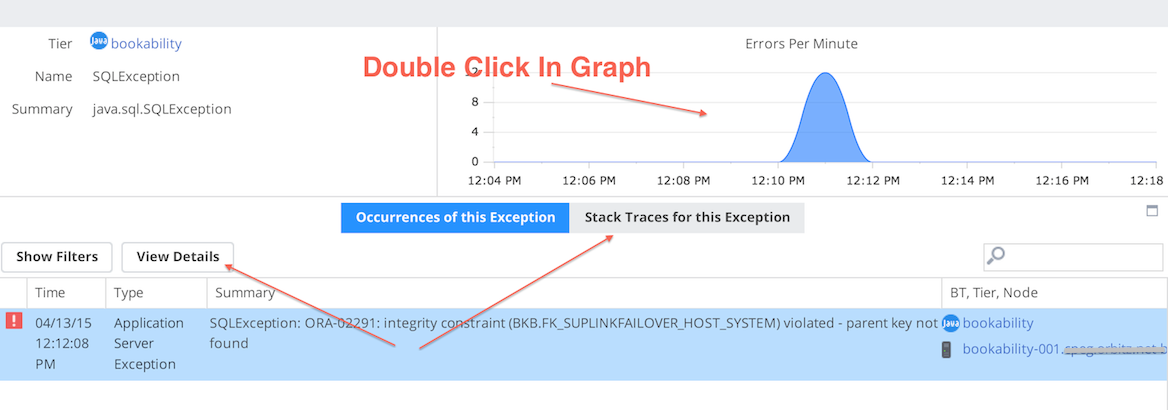 Tier Java bookability
Name SQLException
Summary java.sql.SQLException
Errors Per Minute
Double Click In Graph
12
8
4
0
12:04 PM 12:06 PM 12:08 PM 12:10 PM 12:12 PM 12:14 PM 12:16 PM 12:18
Occurrences of this Exception Stack Traces for this Exception
Show Filters View Details
Time Type Summary BT, Tier, Node
! 04/13/15 Application SQLException: ORA-02291: integrity constraint (BKB.FK_SUPLINKFAILOVER_HOST_SYSTEM) violated - parent key not Java bookability
12:12:08 Server found bookability-001.
PM Exception